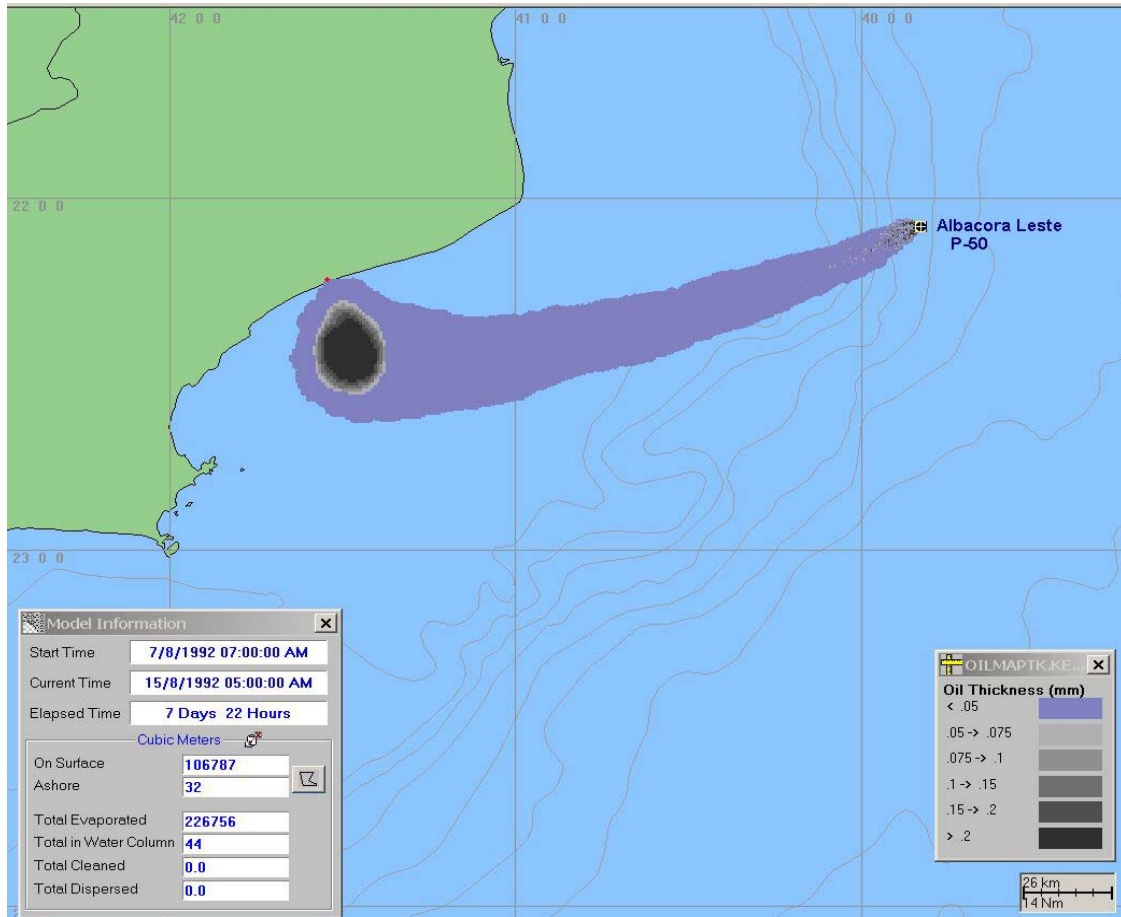 42 0 0
41 0 0
40 0 0
22 0 0
Albacora Leste
P-50
23 0 0
Model Information
Start Time 7/8/1992 07:00:00 AM
Current Time 15/8/1992 05:00:00 AM
Elapsed Time 7 Days 22 Hours
Cubic Meters
On Surface 106787
Ashore 32
Total Evaporated 226756
Total in Water Column 44
Total Cleaned 0.0
Total Dispersed 0.0
OILMAPTK.KE...
Oil Thickness (mm)
< .05
.05 -> .075
.075 -> .1
.1 -> .15
.15 -> .2
> .2
26 km
14 Nm